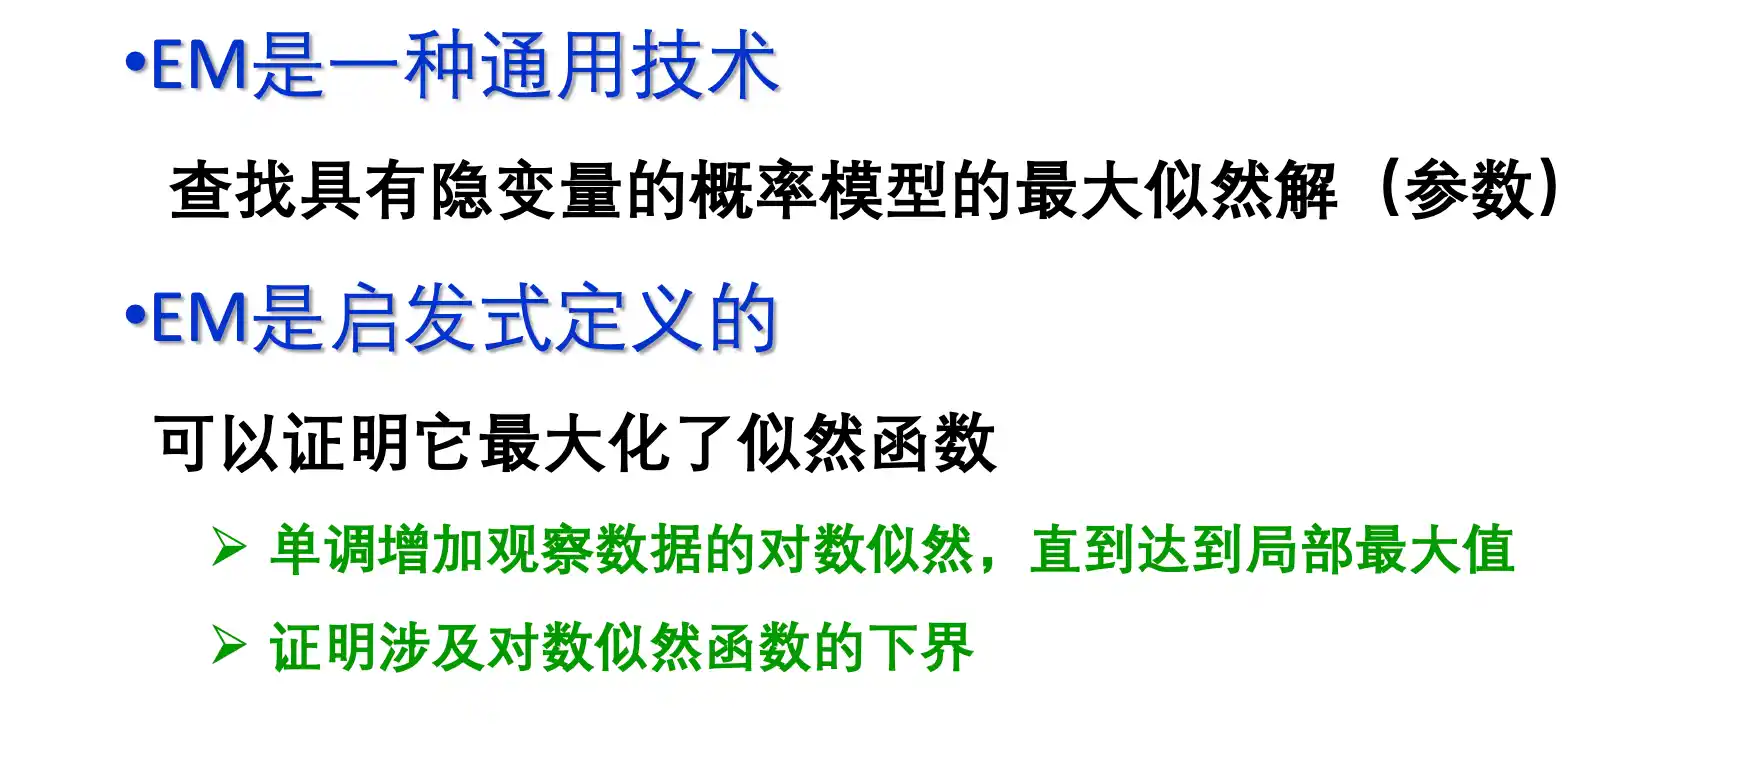 •EM是一种通用技术
查找具有隐变量的概率模型的最大似然解（参数）
•EM是启发式定义的
可以证明它最大化了似然函数
➢ 单调增加观察数据的对数似然，直到达到局部最大值
➢ 证明涉及对数似然函数的下界